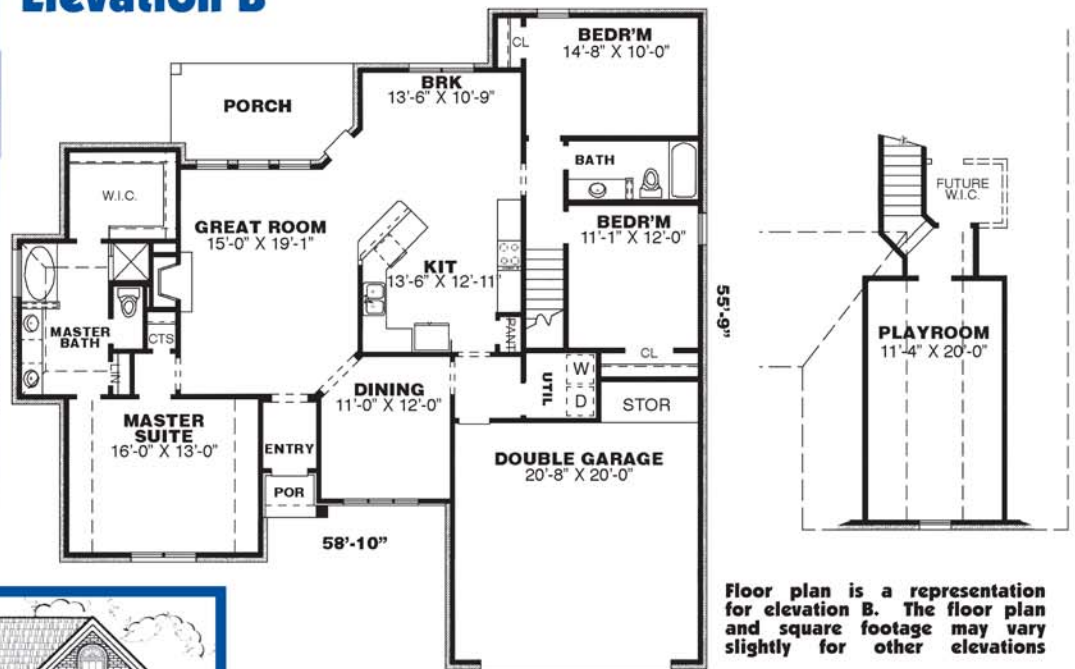 Elevation B
CL
BEDR'M
14'-8" X 10'-0"
PORCH
BRK
13'-6" X 10'-9"
BATH
W.I.C.
GREAT ROOM
15'-0" X 19'-1"
BEDR'M
11'-1" X 12'-0"
KIT
13'-6" X 12'-11"
MASTER
BATH
CTS
LIN
PANT
CL
55'-9"
MASTER
SUITE
16'-0" X 13'-0"
DINING
11'-0" X 12'-0"
UTIL
W
D
STOR
ENTRY
POR
DOUBLE GARAGE
20'-8" X 20'-0"
58'-10"
FUTURE
W.I.C.
PLAYROOM
11'-4" X 20'-0"
Floor plan is a representation
for elevation B. The floor plan
and square footage may vary
slightly for other elevations